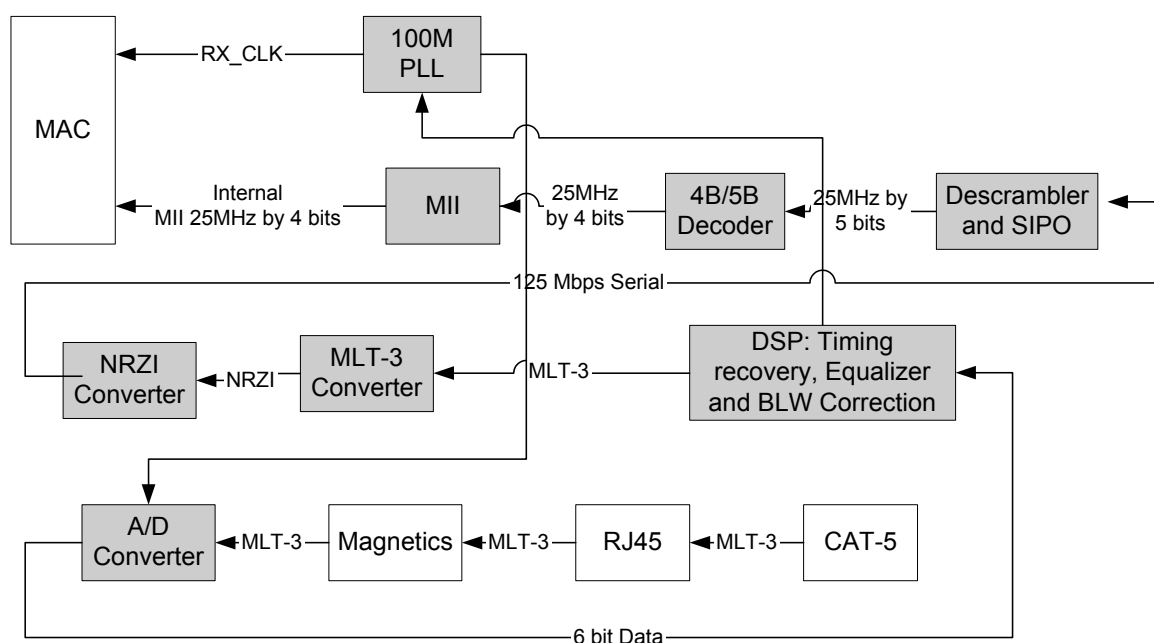 100M
PLL
RX_CLK
MAC
Internal
MII 25MHz by 4 bits
MII
25MHz
by 4 bits
4B/5B
Decoder
25MHz by
5 bits
Descrambler
and SIPO
125 Mbps Serial
NRZI
Converter
NRZI
MLT-3
Converter
MLT-3
DSP: Timing
recovery, Equalizer
and BLW Correction
A/D
Converter
MLT-3
Magnetics
MLT-3
RJ45
MLT-3
CAT-5
6 bit Data